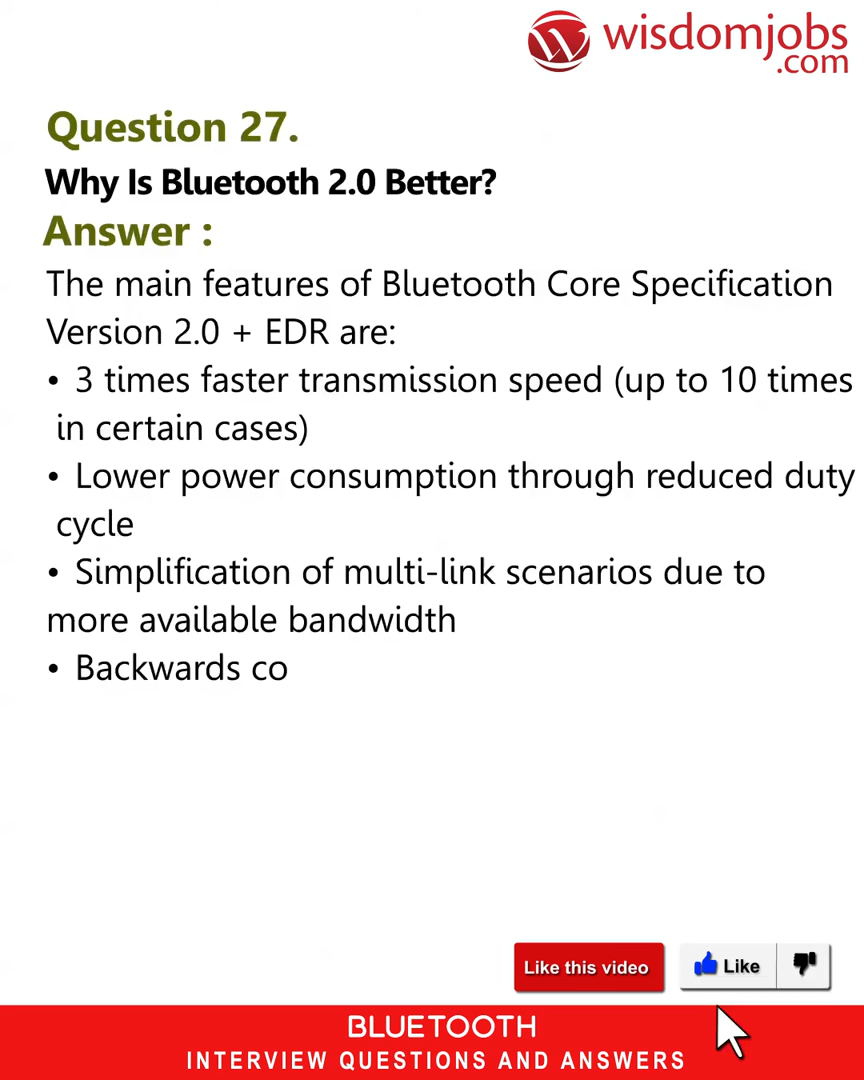 wisdomjobs
.com
Question 27.
Why Is Bluetooth 2.0 Better?
Answer :
The main features of Bluetooth Core Specification
Version 2.0 + EDR are:
• 3 times faster transmission speed (up to 10 times
in certain cases)
• Lower power consumption through reduced duty
cycle
• Simplification of multi-link scenarios due to
more available bandwidth
• Backwards co
Like this video
Like
BLUETOOTH
INTERVIEW QUESTIONS AND ANSWERS